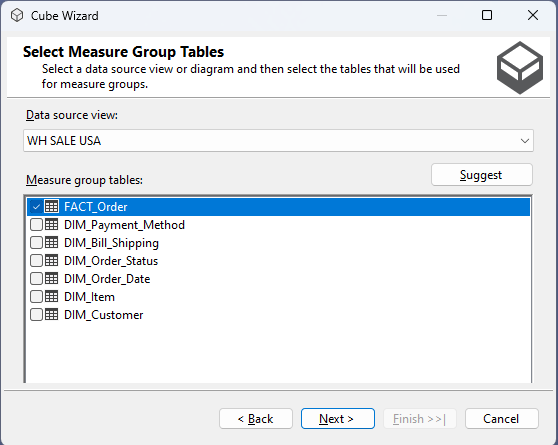 Cube Wizard
Select Measure Group Tables
Select a data source view or diagram and then select the tables that will be used
for measure groups.
Data source view:
WH SALE USA
Suggest
Measure group tables:
FACT_Order
DIM_Payment_Method
DIM_Bill_Shipping
DIM_Order_Status
DIM_Order_Date
DIM_Item
DIM_Customer
< Back
Next >
Finish >>|
Cancel